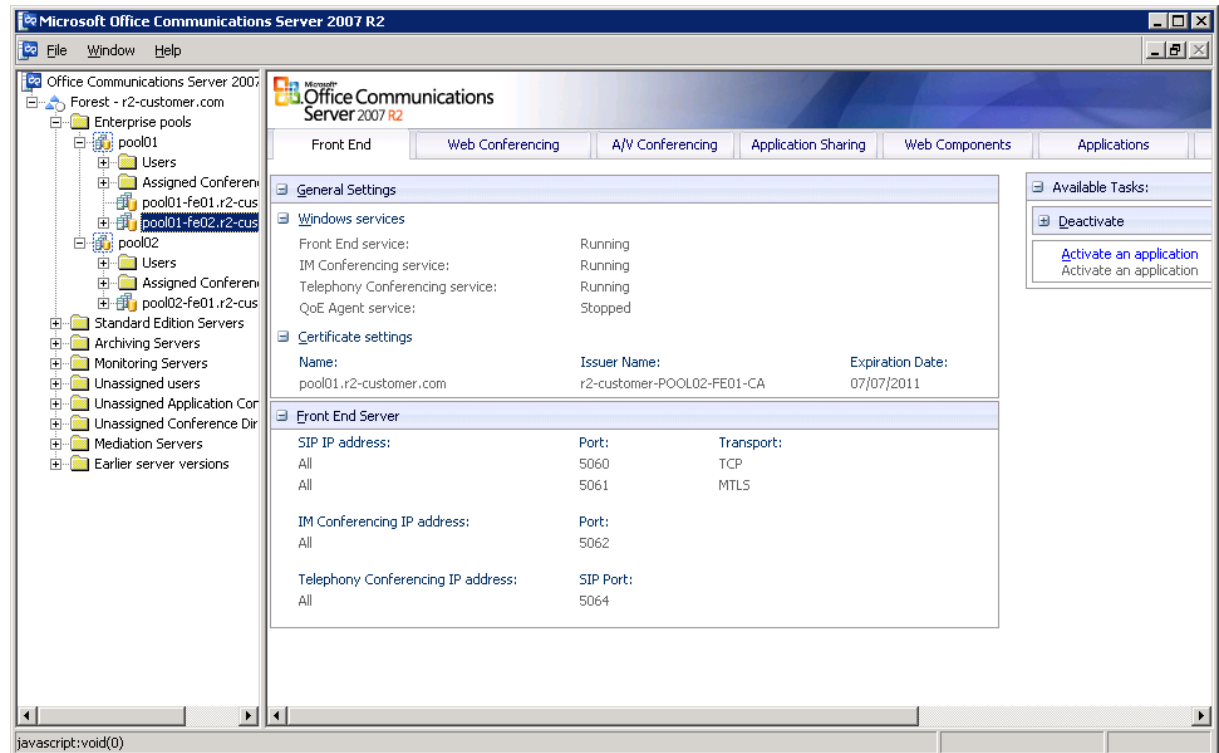 Microsoft Office Communications Server 2007 R2
File Window Help
Office Communications Server 2007
Forest - r2-customer.com
Enterprise pools
pool01
Users
Assigned Conferen
pool01-fe01.r2-cus
pool01-fe02.r2-cus
pool02
Users
Assigned Conferen
pool02-fe01.r2-cus
Standard Edition Servers
Archiving Servers
Monitoring Servers
Unassigned users
Unassigned Application Con
Unassigned Conference Dir
Mediation Servers
Earlier server versions
Microsoft
Office Communications
Server 2007 R2
Front End Web Conferencing A/V Conferencing Application Sharing Web Components Applications
General Settings
Windows services
Front End service: Running
IM Conferencing service: Running
Telephony Conferencing service: Running
QoE Agent service: Stopped
Certificate settings
Name: Issuer Name: Expiration Date:
pool01.r2-customer.com r2-customer-POOL02-FE01-CA 07/07/2011
Front End Server
SIP IP address: Port: Transport:
All 5060 TCP
All 5061 MTLS
IM Conferencing IP address: Port:
All 5062
Telephony Conferencing IP address: SIP Port:
All 5064
Available Tasks:
Deactivate
Activate an application
Activate an application
javascript:void(0)